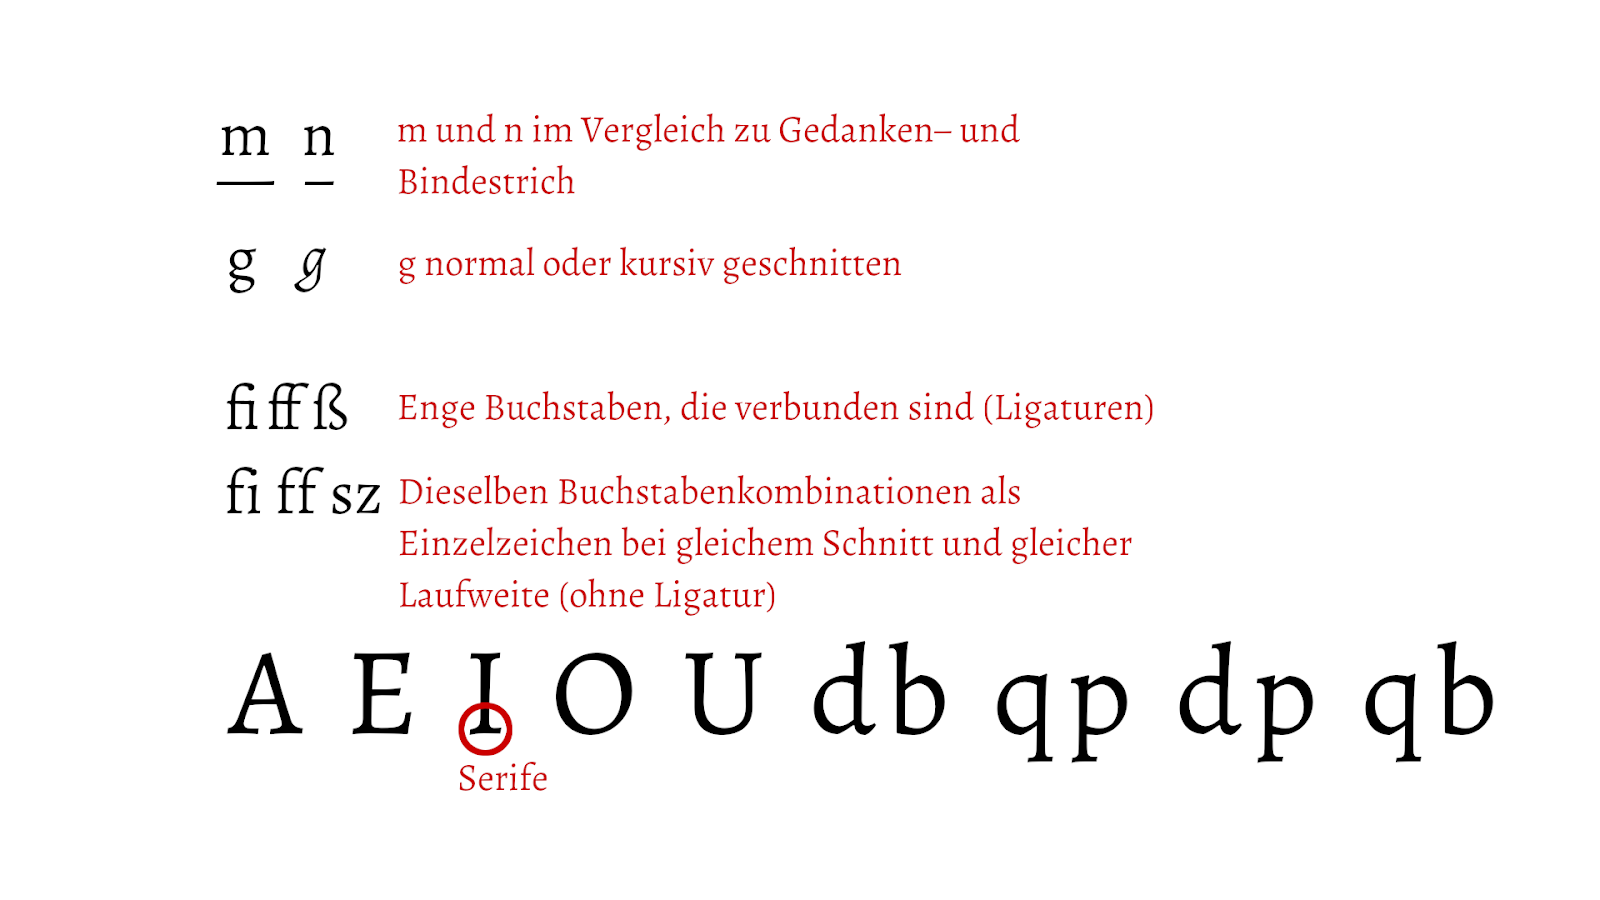 m n m und n im Vergleich zu Gedanken– und
— – Bindestrich
g g g normal oder kursiv geschnitten
fi ff ß Enge Buchstaben, die verbunden sind (Ligaturen)
fi ff sz Dieselben Buchstabenkombinationen als
Einzelzeichen bei gleichem Schnitt und gleicher
Laufweite (ohne Ligatur)
A E I O U db qp dp qb
Serife